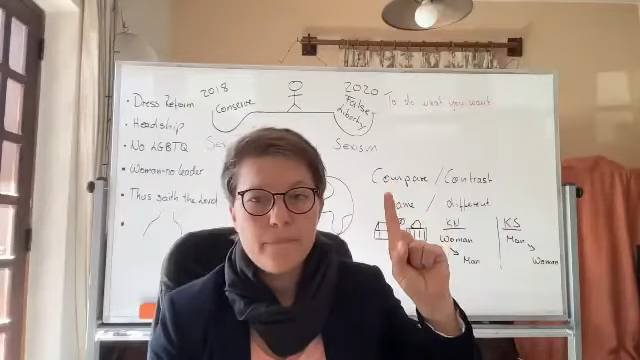 • Dress Reform
• Headship
• No LGBTQ
• Woman-no leader
• Thus saith the Lord
•
2018
Conserve
2020
False
Liberty
To do what you want
Sexism
Compare / Contrast
Same / different
KN
Woman
Man
KS
Man
Woman